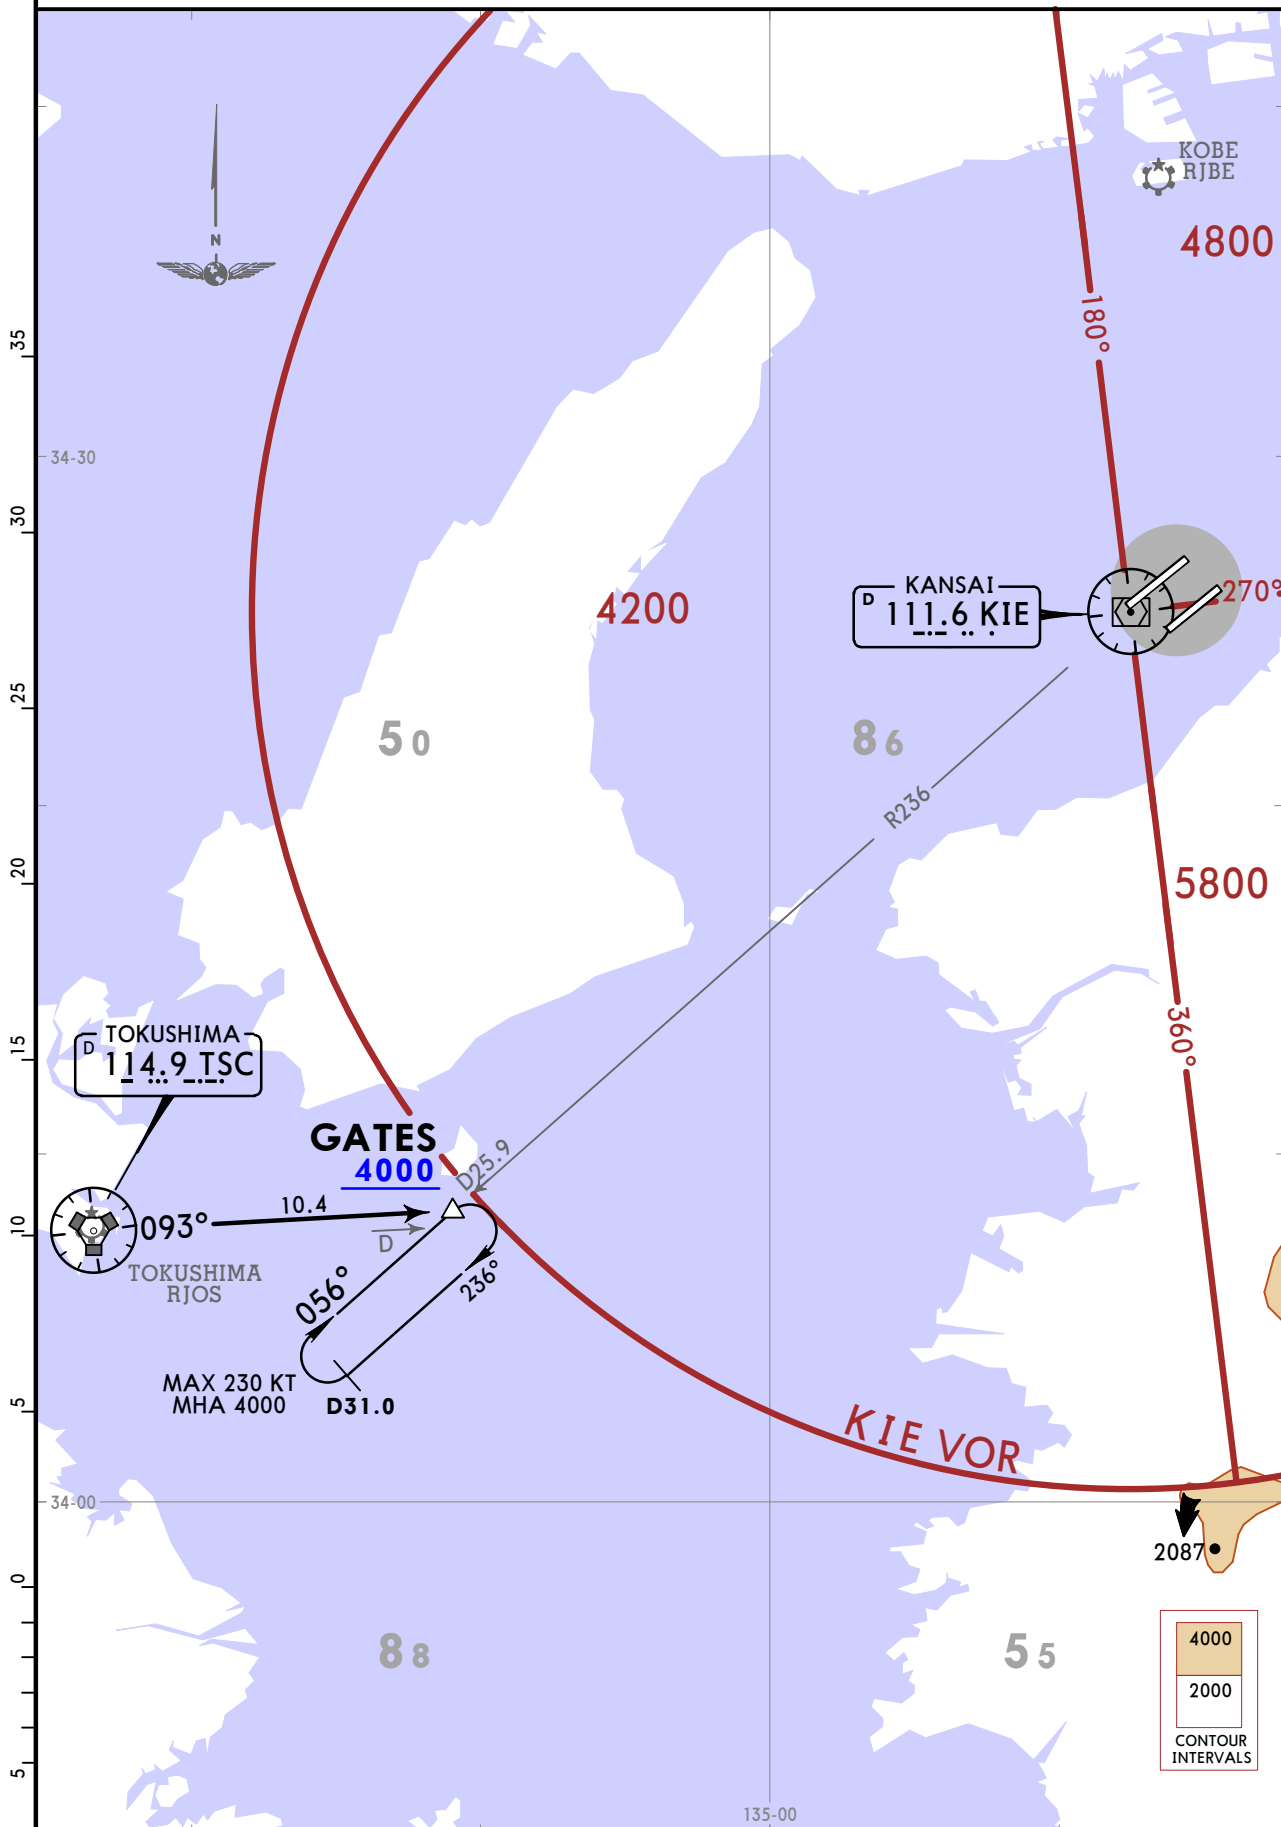 KOBE
RJBE
4800
N
180°
35
34-30
30
4200
KANSAI
D 111.6 KIE
270°
25
50
86
R236
20
5800
360°
15
TOKUSHIMA
D 114.9 TSC
GATES
4000
D25.9
10.4
093°
10
D
TOKUSHIMA
RJOS
056°
236°
MAX 230 KT
MHA 4000
D31.0
5
KIE VOR
34-00
2087
0
88
55
4000
2000
CONTOUR
INTERVALS
5
135-00